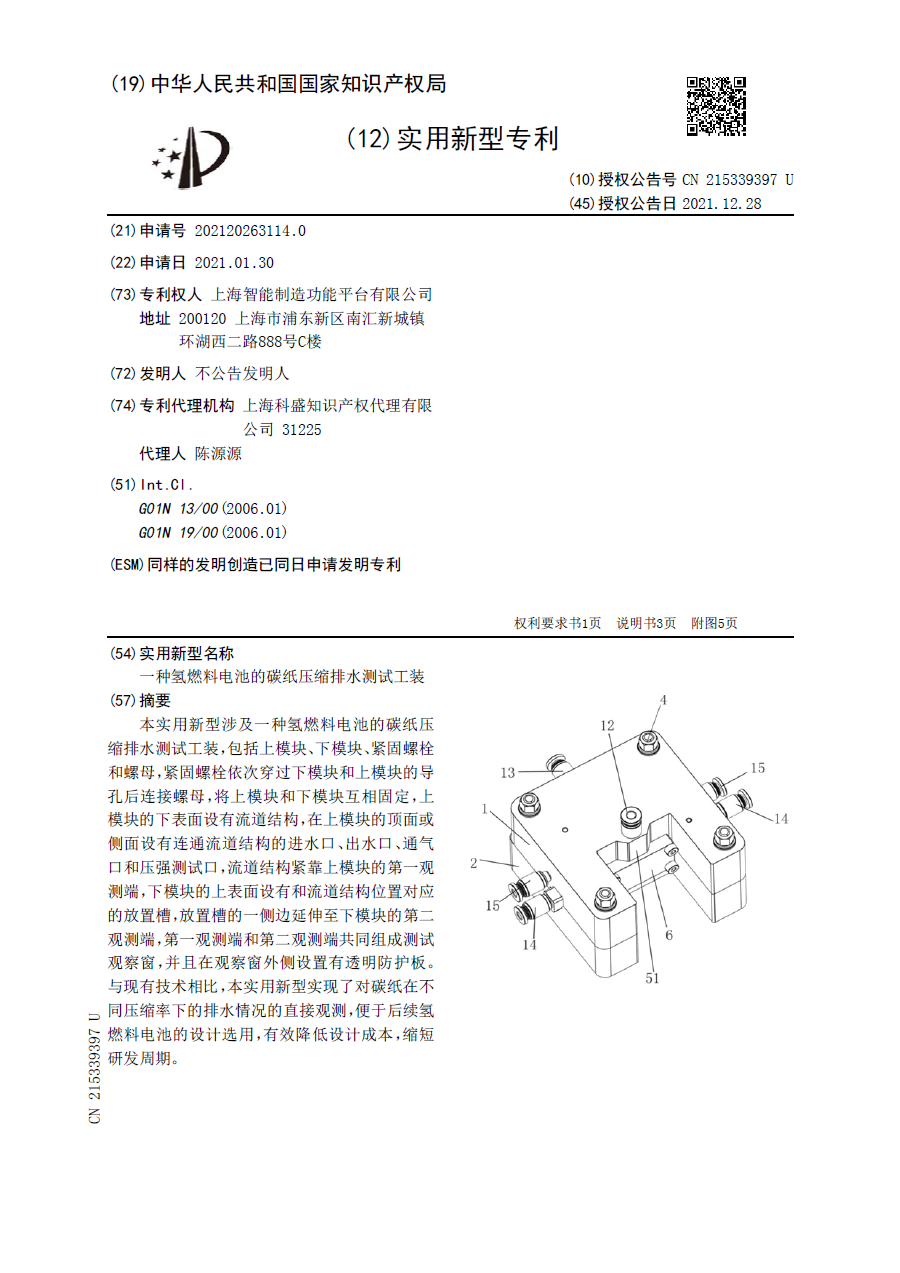 (19)中华人民共和国国家知识产权局
(12)实用新型专利
(10)授权公告号 CN 215339397 U
(45)授权公告日 2021.12.28
(21)申请号 202120263114.0
(22)申请日 2021.01.30
(73)专利权人 上海智能制造功能平台有限公司
地址 200120 上海市浦东新区南汇新城镇
环湖西二路888号C楼
(72)发明人 不公告发明人
(74)专利代理机构 上海科盛知识产权代理有限
公司 31225
代理人 陈源源
(51)Int.Cl.
G01N 13/00(2006.01)
G01N 19/00(2006.01)
(ESM)同样的发明创造已同日申请发明专利
权利要求书1页 说明书3页 附图5页
(54)实用新型名称
一种氢燃料电池的碳纸压缩排水测试工装
(57)摘要
本实用新型涉及一种氢燃料电池的碳纸压
缩排水测试工装,包括上模块、下模块、紧固螺栓
和螺母,紧固螺栓依次穿过下模块和上模块的导
孔后连接螺母,将上模块和下模块互相固定,上
模块的下表面设有流道结构,在上模块的顶面或
侧面设有连通流道结构的进水口、出水口、通气
口和压强测试口,流道结构紧靠上模块的第一观
测端,下模块的上表面设有和流道结构位置对应
的放置槽,放置槽的一侧边延伸至下模块的第二
观测端,第一观测端和第二观测端共同组成测试
观察窗,并且在观察窗外侧设置有透明防护板。
与现有技术相比,本实用新型实现了对碳纸在不
同压缩率下的排水情况的直接观测,便于后续氢
燃料电池的设计选用,有效降低设计成本,缩短
研发周期。
4
12
13
15
1
14
2
15
14
6
51
CN 215339397 U